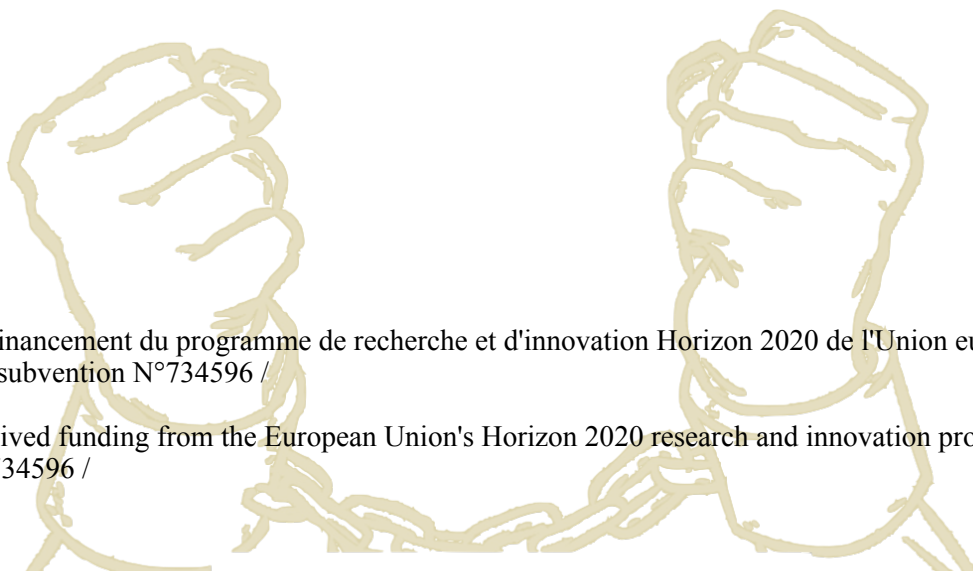 inancement du programme de recherche et d'innovation Horizon 2020 de l'Union eu
subvention N°734596 /
ived funding from the European Union's Horizon 2020 research and innovation pro
34596 /